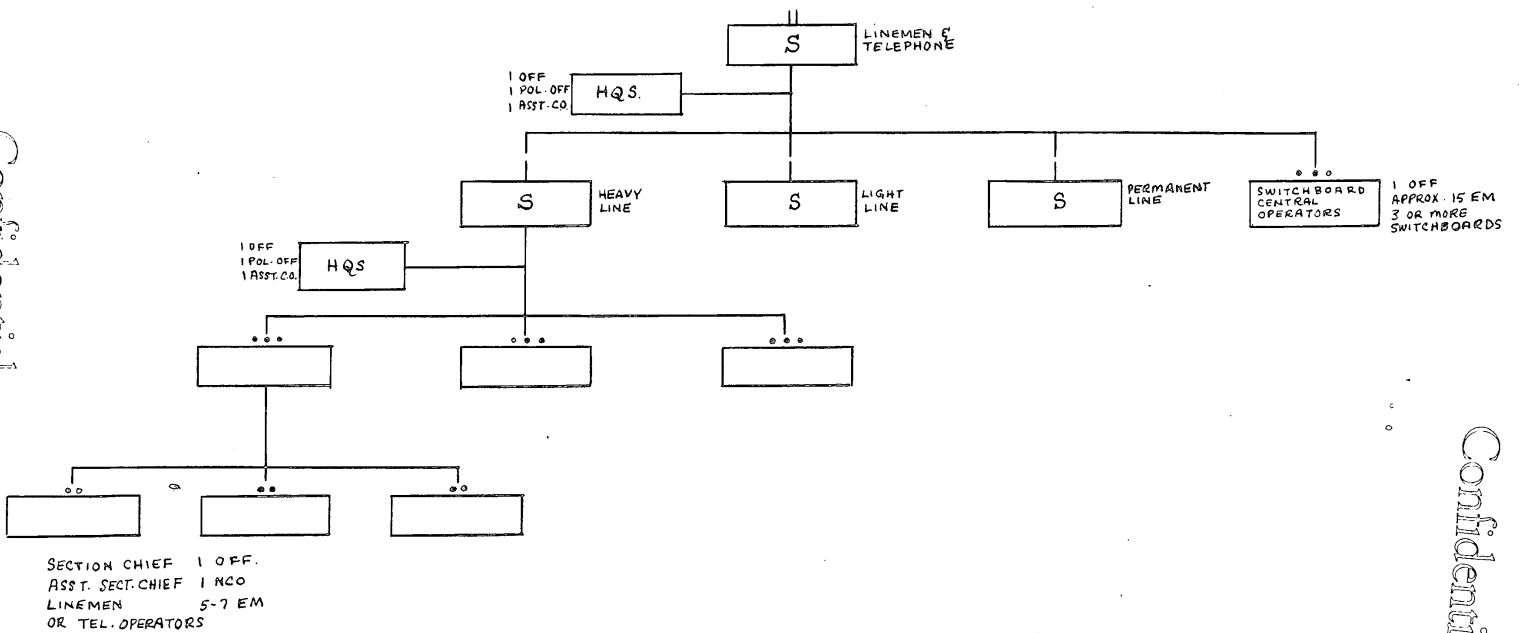 S
LINEMEN &
TELEPHONE
1 OFF
1 POL. OFF
1 ASST. CO.
HQS.
S
HEAVY
LINE
S
LIGHT
LINE
S
PERMANENT
LINE
SWITCHBOARD
CENTRAL
OPERATORS
1 OFF
APPROX. 15 EM
3 OR MORE
SWITCHBOARDS
1 OFF
1 POL. OFF
1 ASST. C.O.
HQS
SECTION CHIEF 1 OFF.
ASST. SECT. CHIEF 1 NCO
LINEMEN 5-7 EM
OR TEL. OPERATORS
Confidential
Confidenti